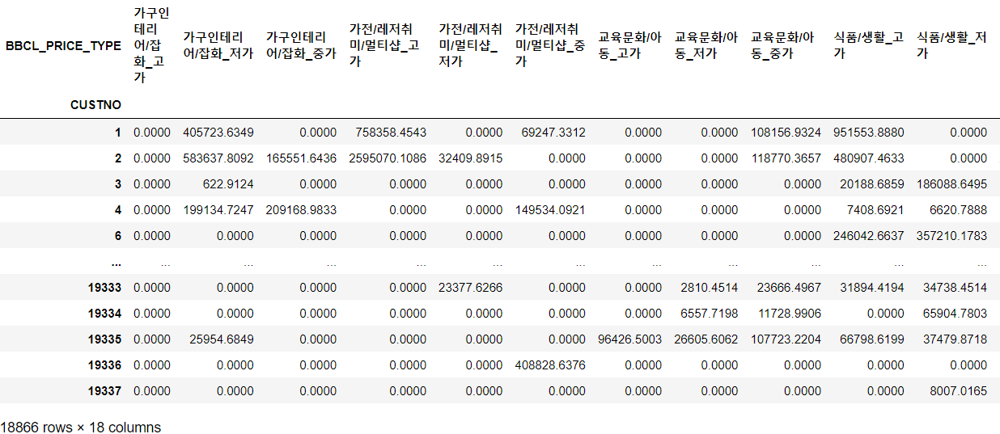 BBCL_PRICE_TYPE 가구인테리어/잡화_고가 가구인테리어/잡화_저가 가구인테리어/잡화_중가 가전/레저취미/멀티샵_고가 가전/레저취미/멀티샵_저가 가전/레저취미/멀티샵_중가 교육문화/아동_고가 교육문화/아동_저가 교육문화/아동_중가 식품/생활_고가 식품/생활_저가
CUSTNO
1 0.0000 405723.6349 0.0000 758358.4543 0.0000 69247.3312 0.0000 0.0000 108156.9324 951553.8880 0.0000
2 0.0000 583637.8092 165551.6436 2595070.1086 32409.8915 0.0000 0.0000 0.0000 118770.3657 480907.4633 0.0000
3 0.0000 622.9124 0.0000 0.0000 0.0000 0.0000 0.0000 0.0000 0.0000 20188.6859 186088.6495
4 0.0000 199134.7247 209168.9833 0.0000 0.0000 149534.0921 0.0000 0.0000 0.0000 7408.6921 6620.7888
6 0.0000 0.0000 0.0000 0.0000 0.0000 0.0000 0.0000 0.0000 0.0000 246042.6637 357210.1783
... ... ... ... ... ... ... ... ... ... ... ...
19333 0.0000 0.0000 0.0000 0.0000 23377.6266 0.0000 0.0000 2810.4514 23666.4967 31894.4194 34738.4514
19334 0.0000 0.0000 0.0000 0.0000 0.0000 0.0000 0.0000 6557.7198 11728.9906 0.0000 65904.7803
19335 0.0000 25954.6849 0.0000 0.0000 0.0000 0.0000 96426.5003 26605.6062 107723.2204 66798.6199 37479.8718
19336 0.0000 0.0000 0.0000 0.0000 0.0000 408828.6376 0.0000 0.0000 0.0000 0.0000 0.0000
19337 0.0000 0.0000 0.0000 0.0000 0.0000 0.0000 0.0000 0.0000 0.0000 0.0000 8007.0165
18866 rows × 18 columns